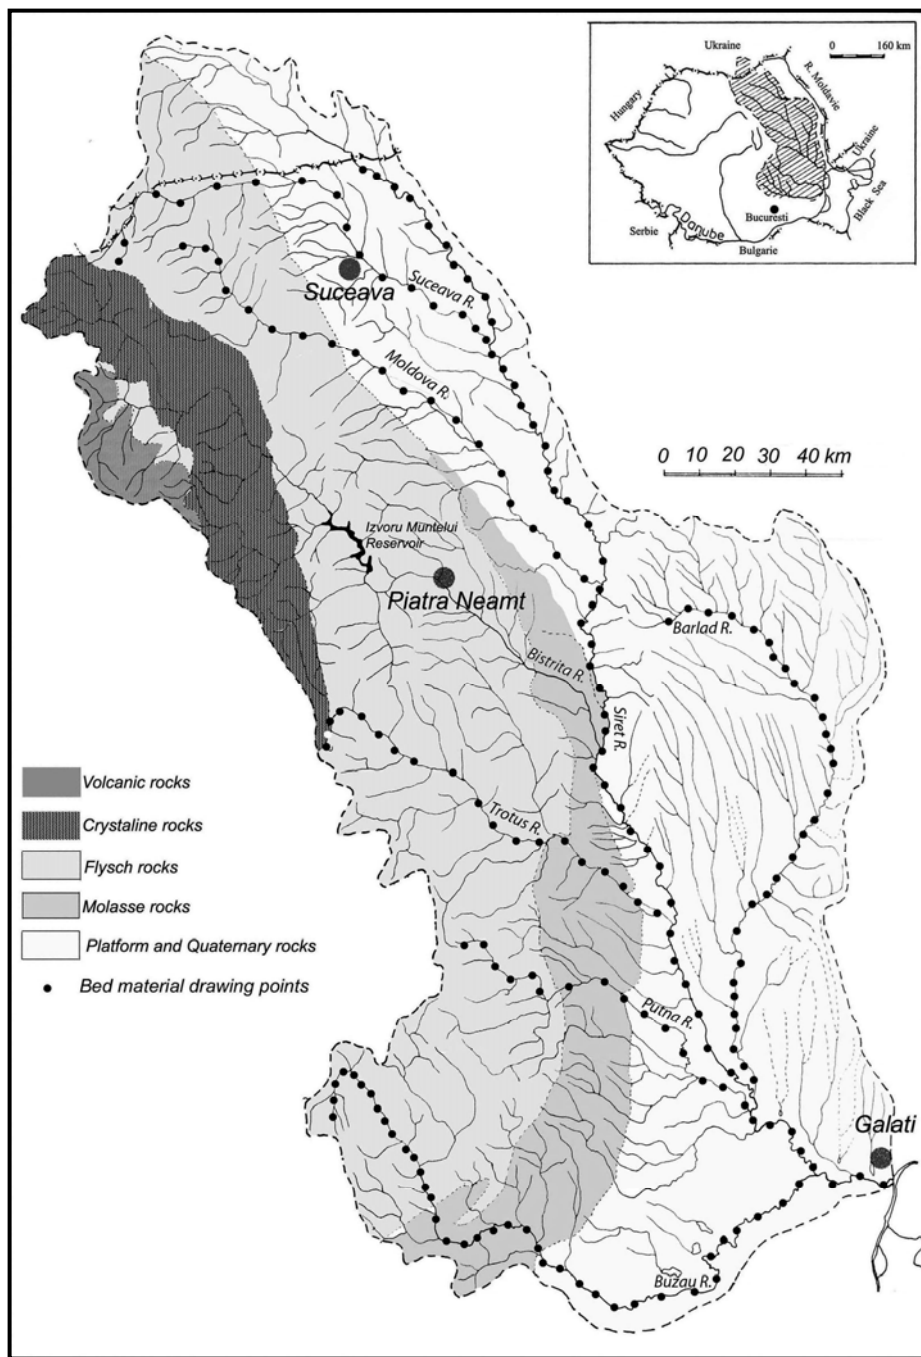 Ukraine
0 160 km
Hungary
R. Moldavie
Ukraine
Black Sea
Bucuresti
Serbie
Danube
Bulgarie
Suceava
Suceava R.
Moldova R.
0 10 20 30 40 km
Izvoru Muntelui
Reservoir
Piatra Neamt
Barlad R.
Bistrita R.
Siret R.
Volcanic rocks
Crystaline rocks
Trotus R.
Flysch rocks
Molasse rocks
Platform and Quaternary rocks
Bed material drawing points
Putna R.
Galati
Buzau R.